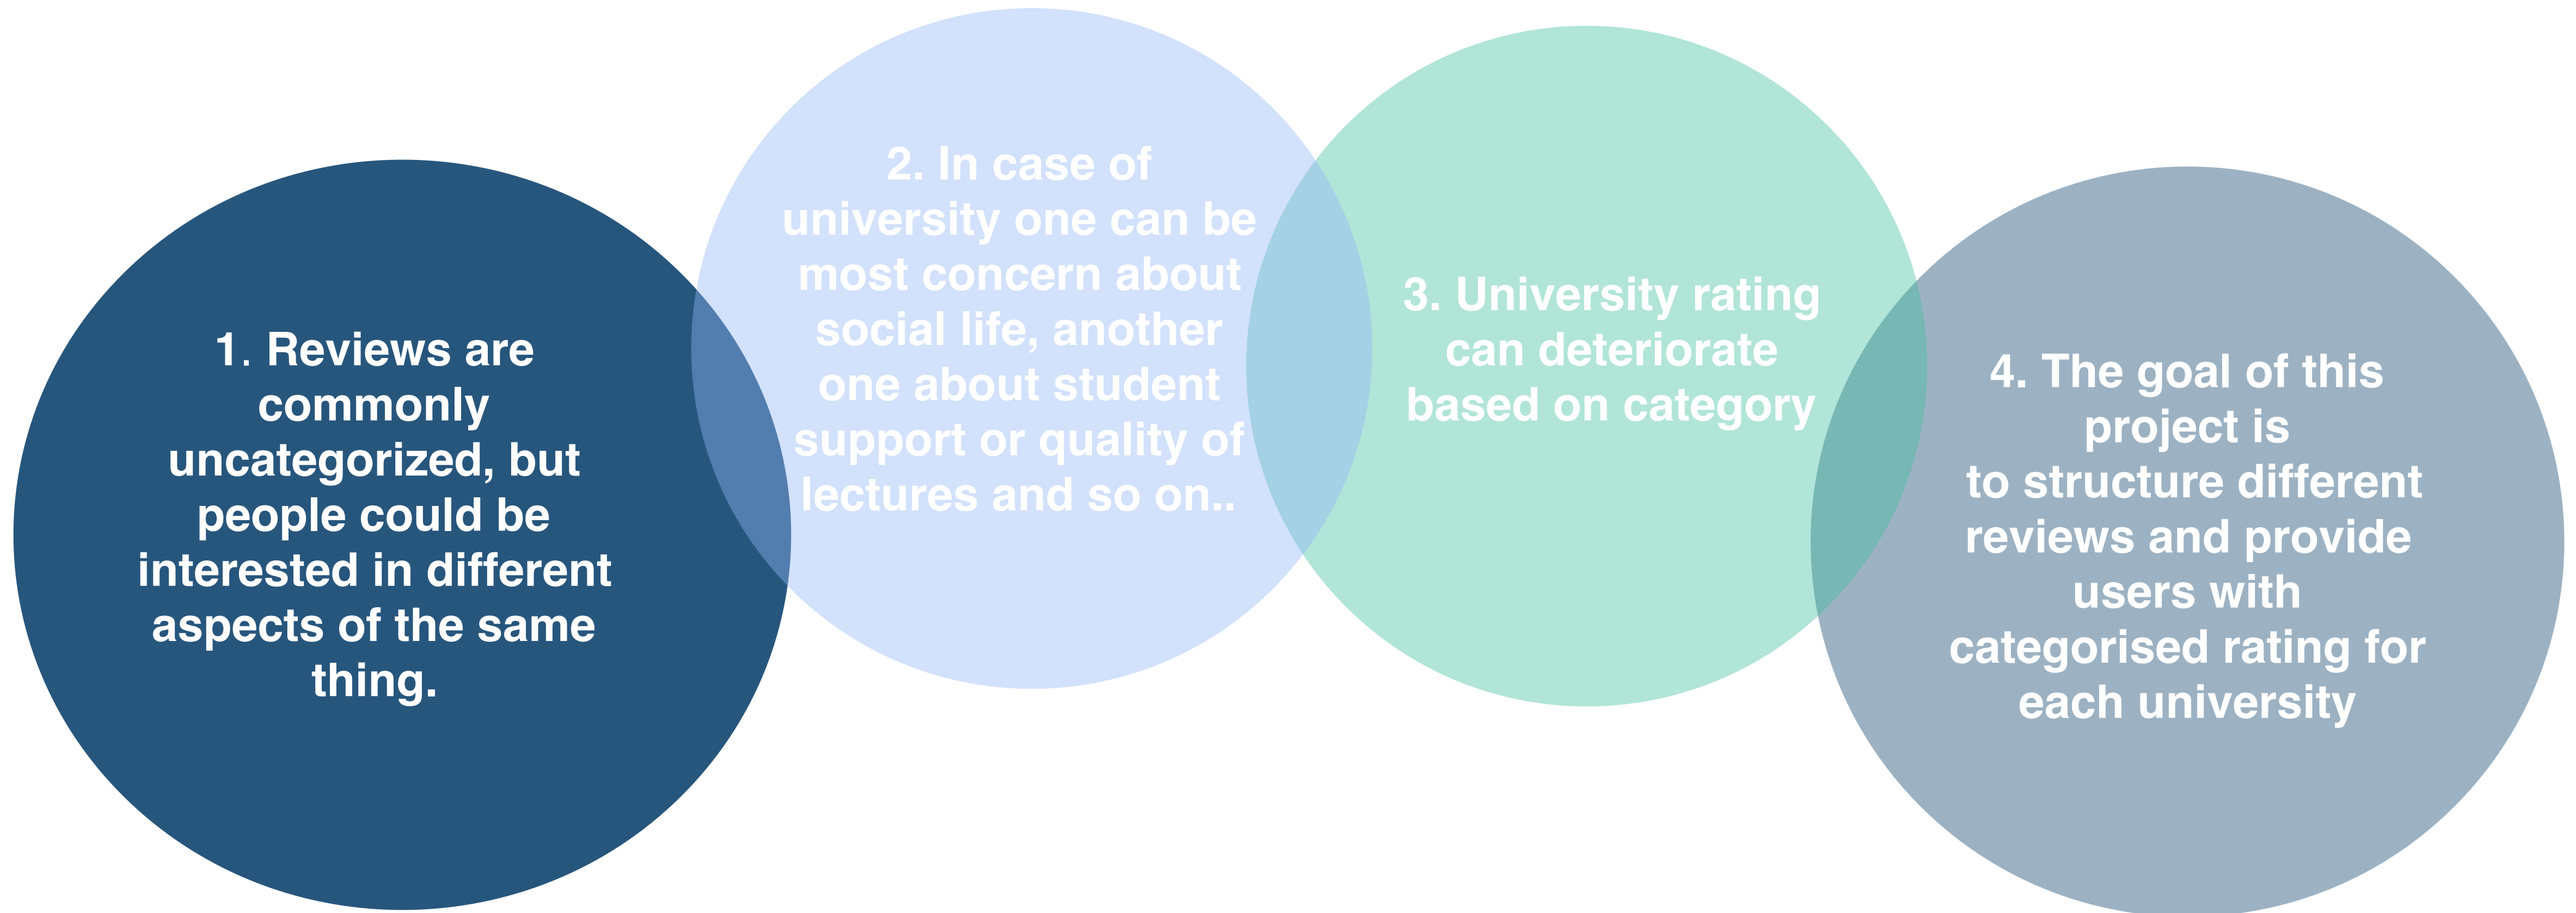 1. Reviews are
commonly
uncategorized, but
people could be
interested in different
aspects of the same
thing.
2. In case of
university one can be
most concern about
social life, another
one about student
support or quality of
lectures and so on..
3. University rating
can deteriorate
based on category
4. The goal of this
project is
to structure different
reviews and provide
users with
categorised rating for
each university